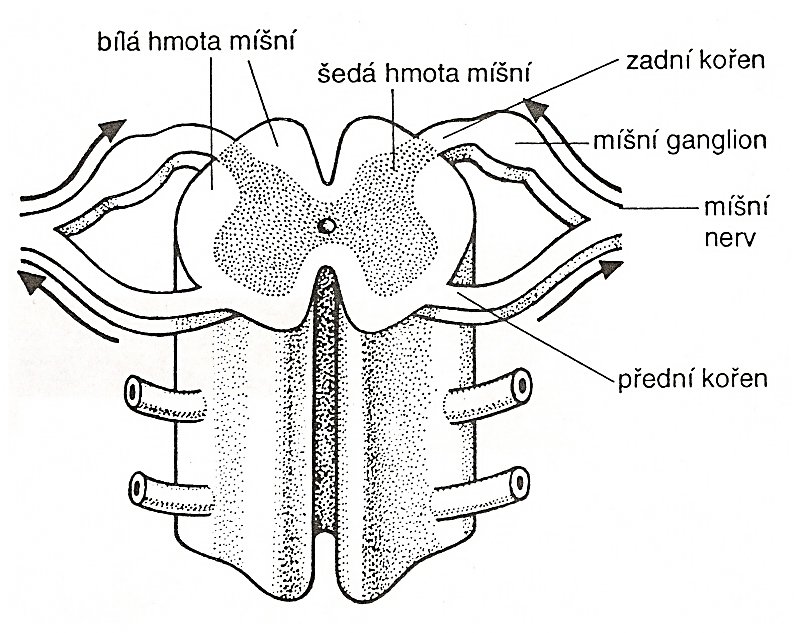 bílá hmota míšní
šedá hmota míšní
zadní kořen
míšní ganglion
míšní
nerv
přední kořen